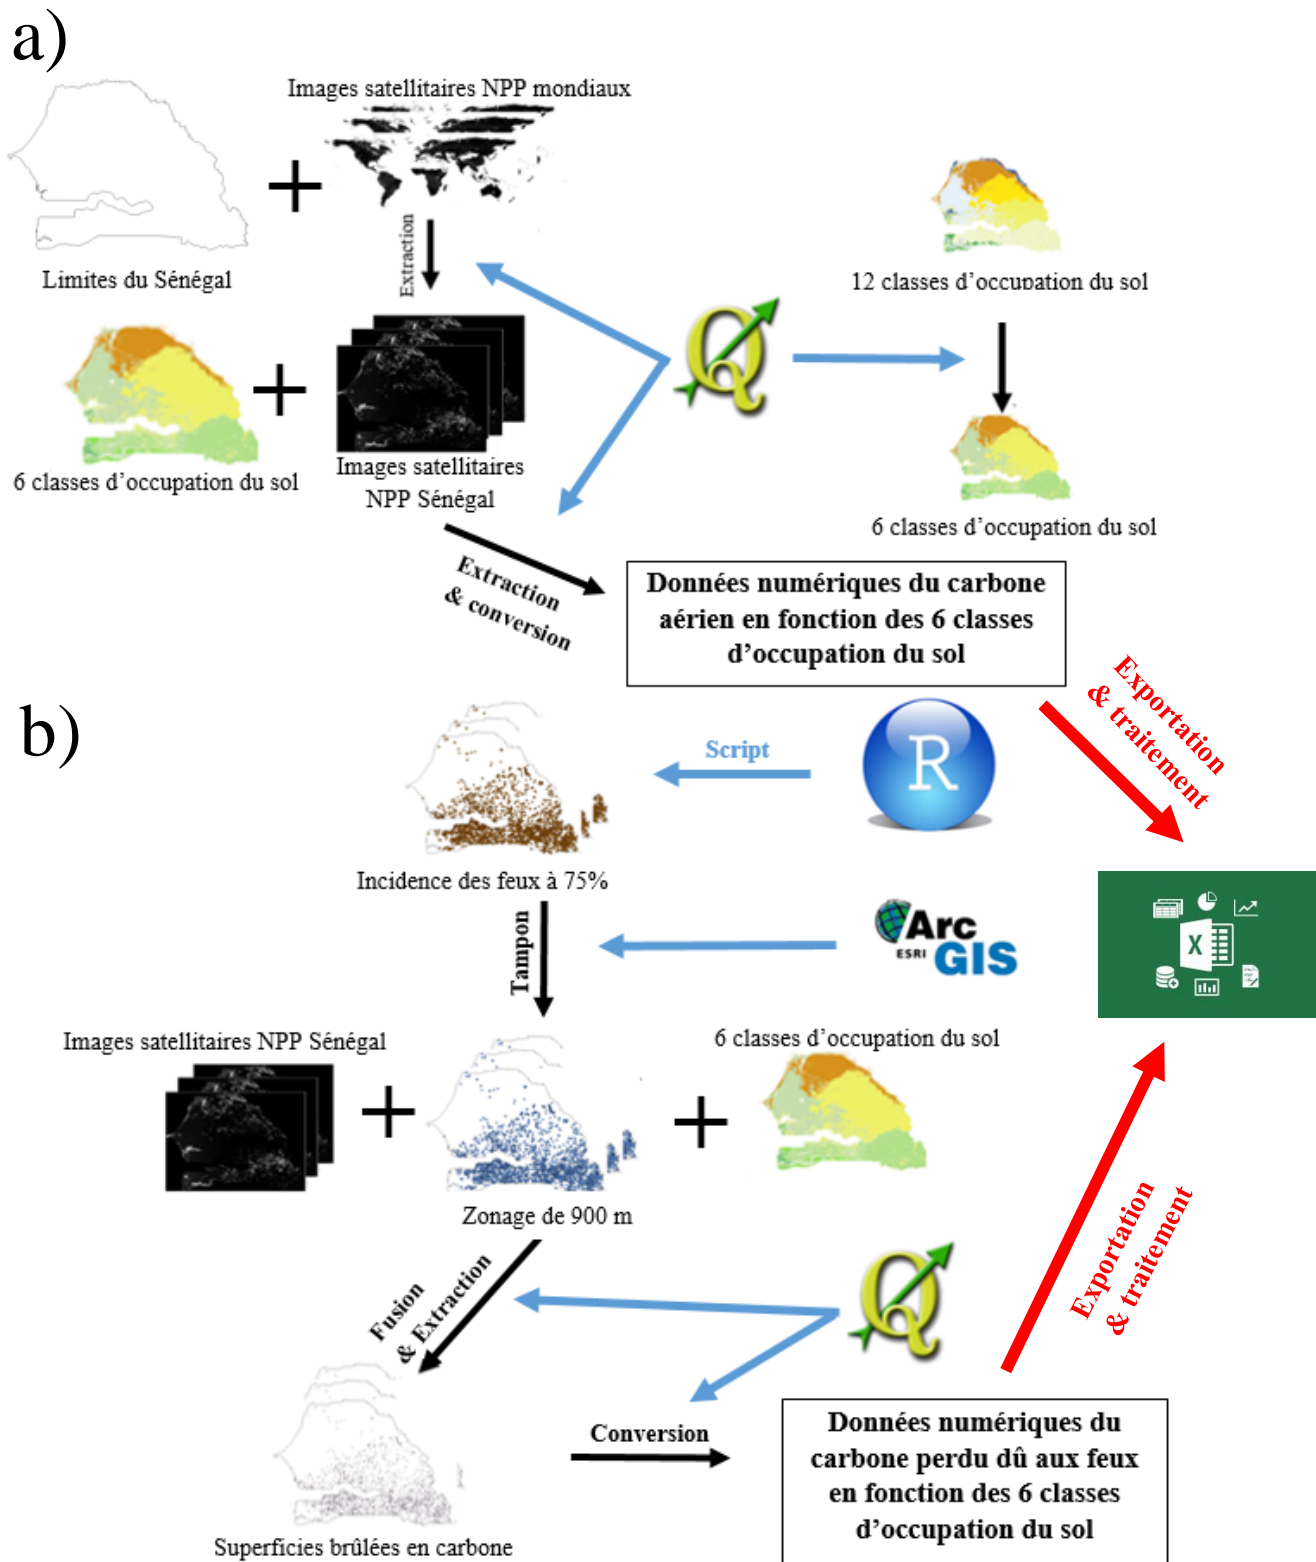 a)
Images satellitaires NPP mondiaux
Limites du Sénégal
Extraction
12 classes d’occupation du sol
Q
6 classes d’occupation du sol
Images satellitaires
NPP Sénégal
6 classes d’occupation du sol
Extraction
& conversion
Données numériques du carbone
aérien en fonction des 6 classes
d’occupation du sol
Exportation
& traitement
b)
Script
R
Incidence des feux à 75%
Tampon
Arc
ESRI
GIS
X
Images satellitaires NPP Sénégal
6 classes d’occupation du sol
Zonage de 900 m
Fusion
& Extraction
Q
Exportation
& traitement
Conversion
Données numériques du
carbone perdu dû aux feux
en fonction des 6 classes
d’occupation du sol
Superficies brûlées en carbone